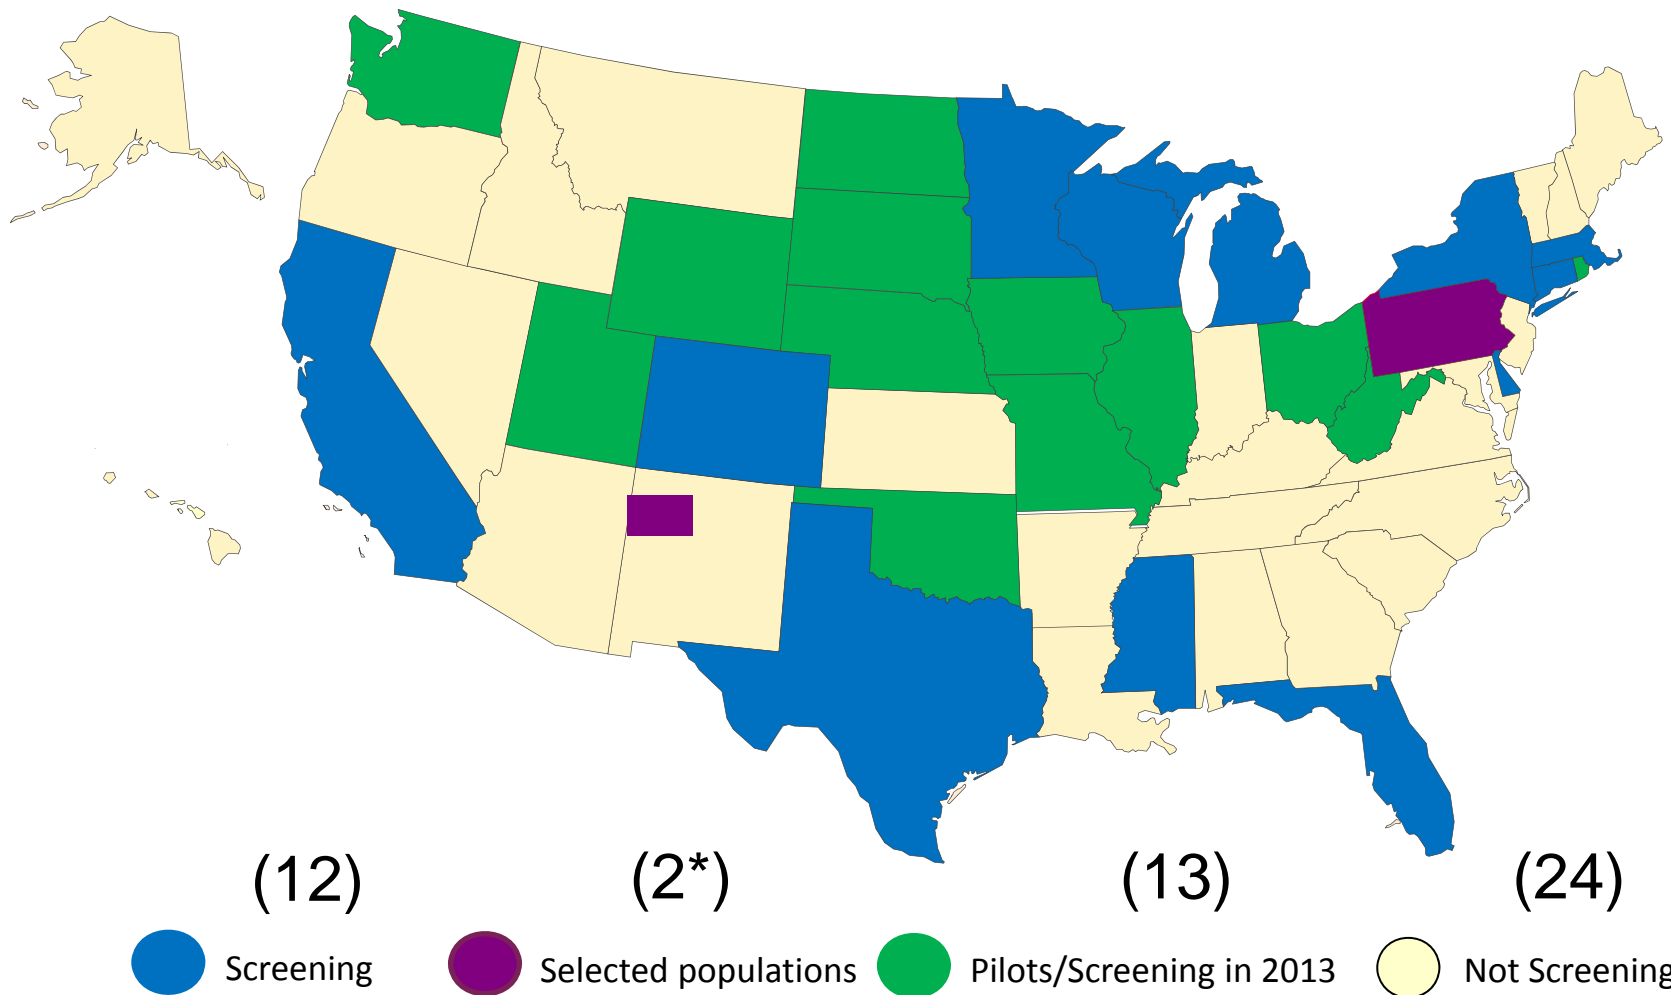 (12) (2*) (13) (24)
Screening Selected populations Pilots/Screening in 2013 Not Screening